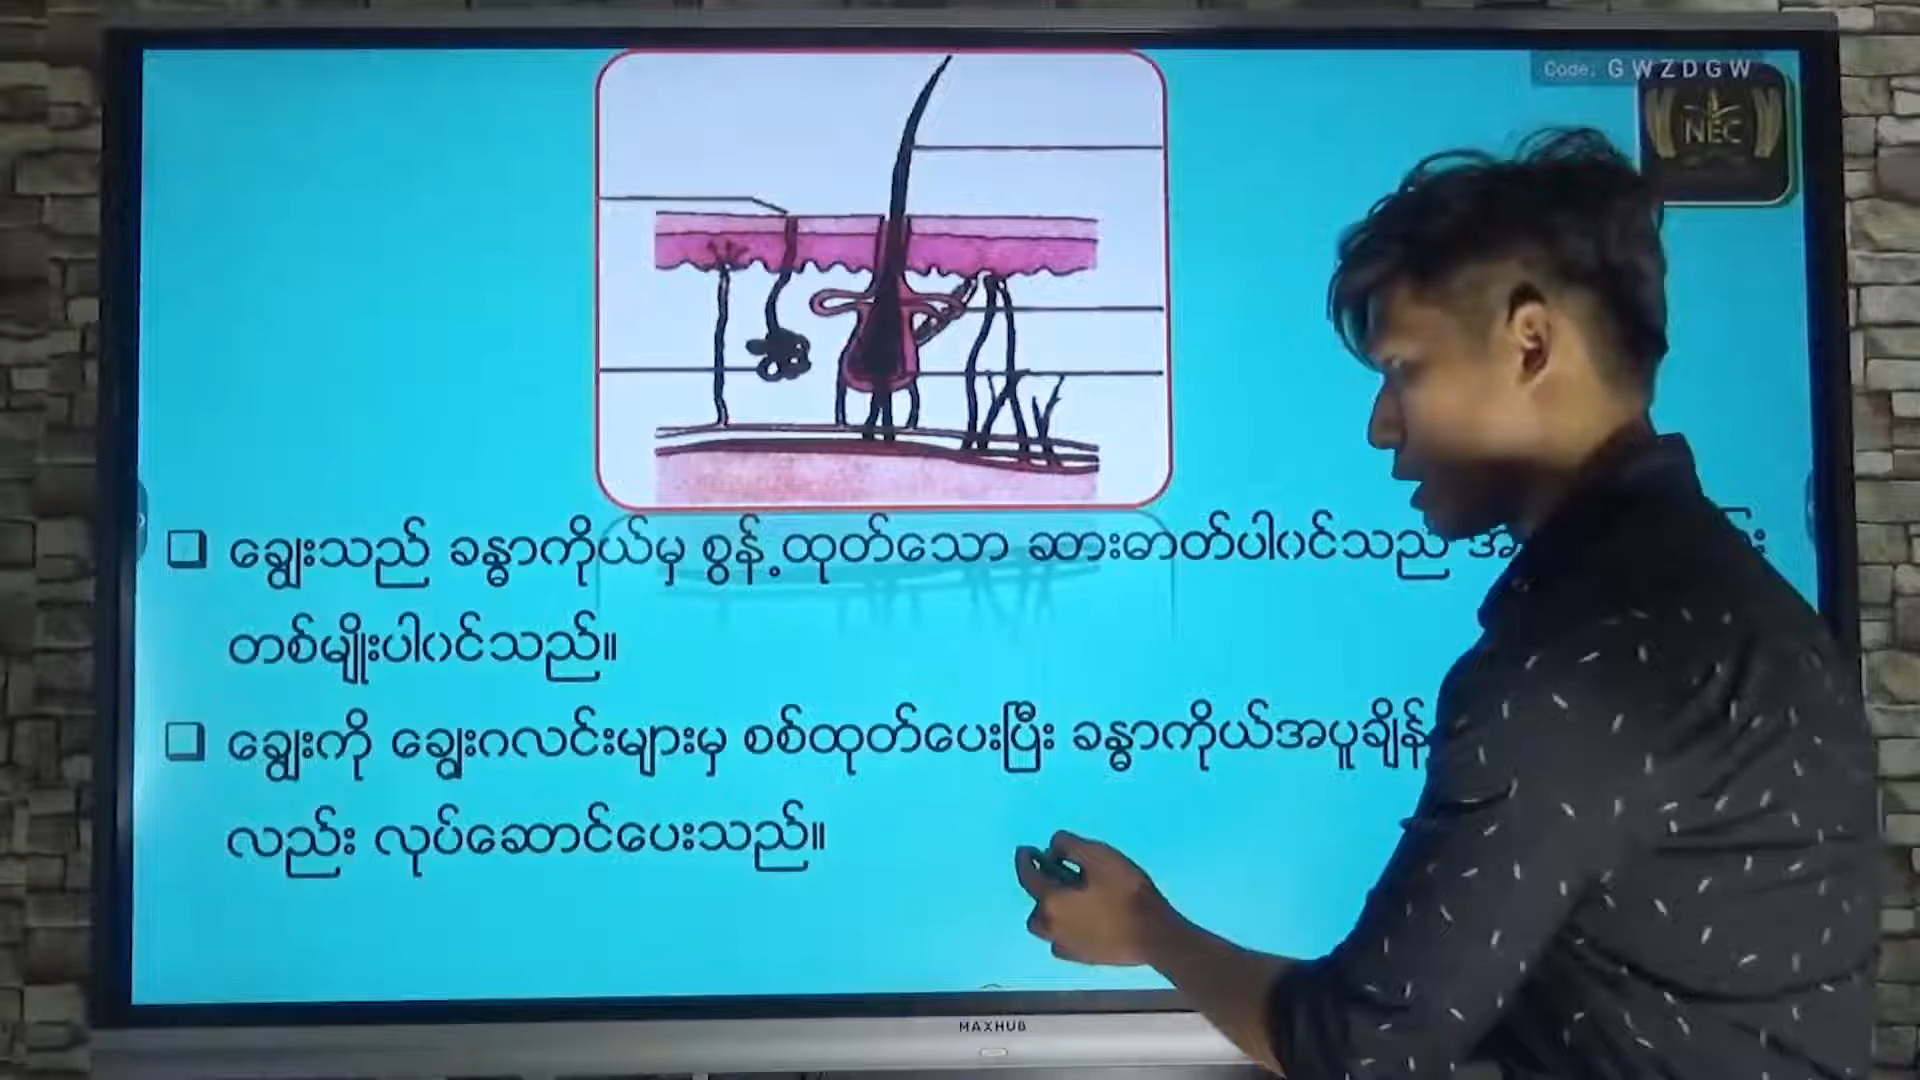 Code: GWZDGW
NEC
❑ ချွေးသည် ခန္ဓာကိုယ်မှ စွန့်ထုတ်သော ဆားဓာတ်ပါဝင်သည့်
တစ်မျိုးပါဝင်သည်။
❑ ချွေးကို ချွေးဂလင်းများမှ စစ်ထုတ်ပေးပြီး ခန္ဓာကိုယ်အပူချိန်
လည်း လုပ်ဆောင်ပေးသည်။
MAXHUB